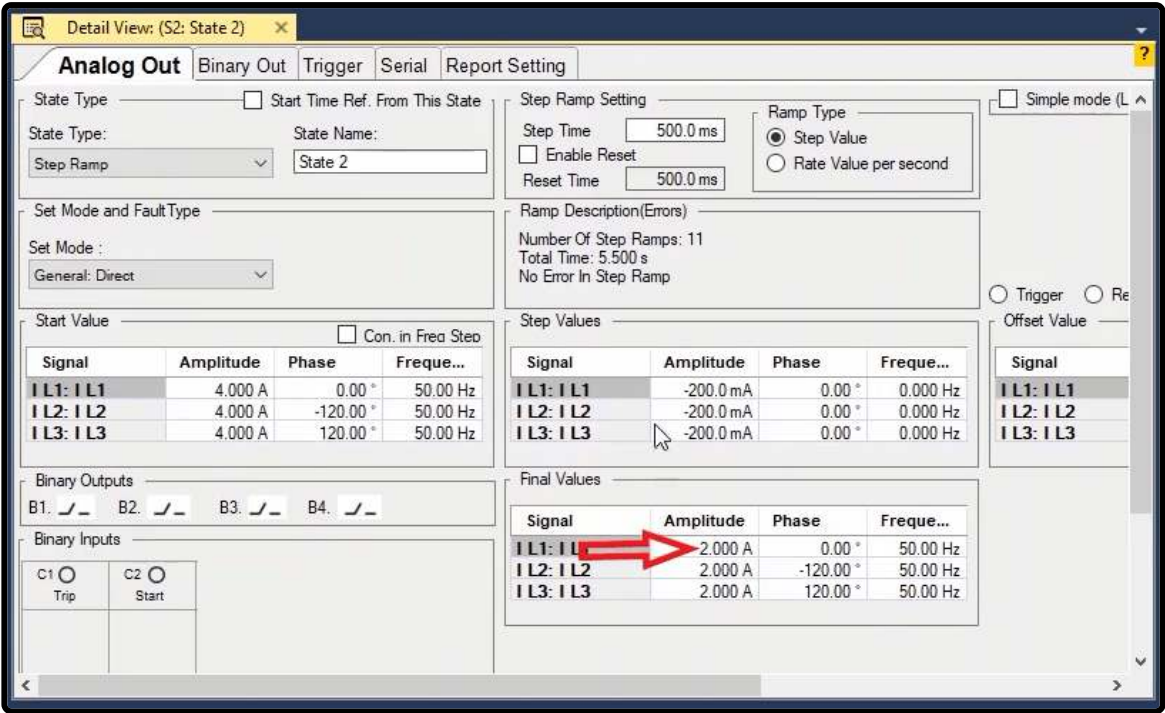 Detail View: (S2: State 2) ×
?
Analog Out Binary Out Trigger Serial Report Setting
State Type
Start Time Ref. From This State
State Type:
State Name:
Step Ramp
State 2
Step Ramp Setting
Step Time 500.0 ms
Enable Reset
Reset Time 500.0 ms
Ramp Type
Step Value
Rate Value per second
Simple mode (L
Set Mode and FaultType
Set Mode :
General: Direct
Ramp Description(Errors)
Number Of Step Ramps: 11
Total Time: 5.500 s
No Error In Step Ramp
Trigger Re
Start Value
Con. in Freq Step
Signal Amplitude Phase Freque...
I L1: I L1 4.000 A 0.00 ° 50.00 Hz
I L2: I L2 4.000 A -120.00 ° 50.00 Hz
I L3: I L3 4.000 A 120.00 ° 50.00 Hz
Step Values
Signal Amplitude Phase Freque...
I L1: I L1 -200.0 mA 0.00 ° 0.000 Hz
I L2: I L2 -200.0 mA 0.00 ° 0.000 Hz
I L3: I L3 -200.0 mA 0.00 ° 0.000 Hz
Offset Value
Signal
I L1: I L1
I L2: I L2
I L3: I L3
Binary Outputs
B1. B2. B3. B4.
Binary Inputs
C1 C2
Trip Start
Final Values
Signal Amplitude Phase Freque...
I L1: I 2.000 A 0.00 ° 50.00 Hz
I L2: I L2 2.000 A -120.00 ° 50.00 Hz
I L3: I L3 2.000 A 120.00 ° 50.00 Hz